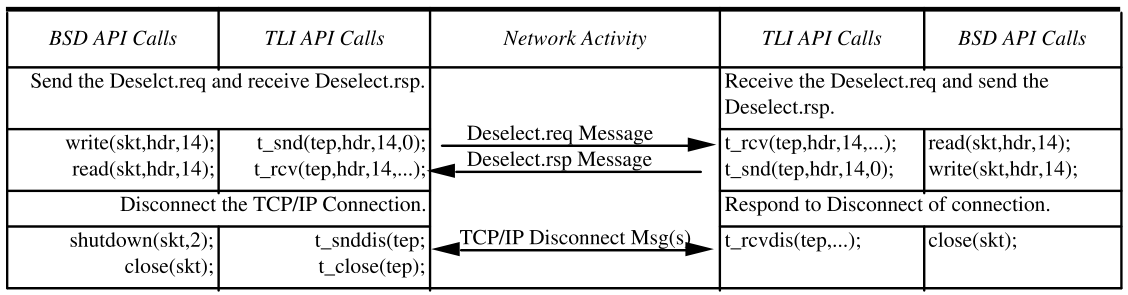 BSD API Calls TLI API Calls Network Activity TLI API Calls BSD API Calls
Send the Deselct.req and receive Deselect.rsp. Receive the Deselect.req and send the
Deselect.rsp.
write(skt,hdr,14); t_snd(tep,hdr,14,0); Deselect.req Message t_rcv(tep,hdr,14,...); read(skt,hdr,14);
read(skt,hdr,14); t_rcv(tep,hdr,14,...); Deselect.rsp Message t_snd(tep,hdr,14,0); write(skt,hdr,14);
Disconnect the TCP/IP Connection. Respond to Disconnect of connection.
shutdown(skt,2); t_snddis(tep; TCP/IP Disconnect Msg(s) t_rcvdis(tep,...); close(skt);
close(skt); t_close(tep);